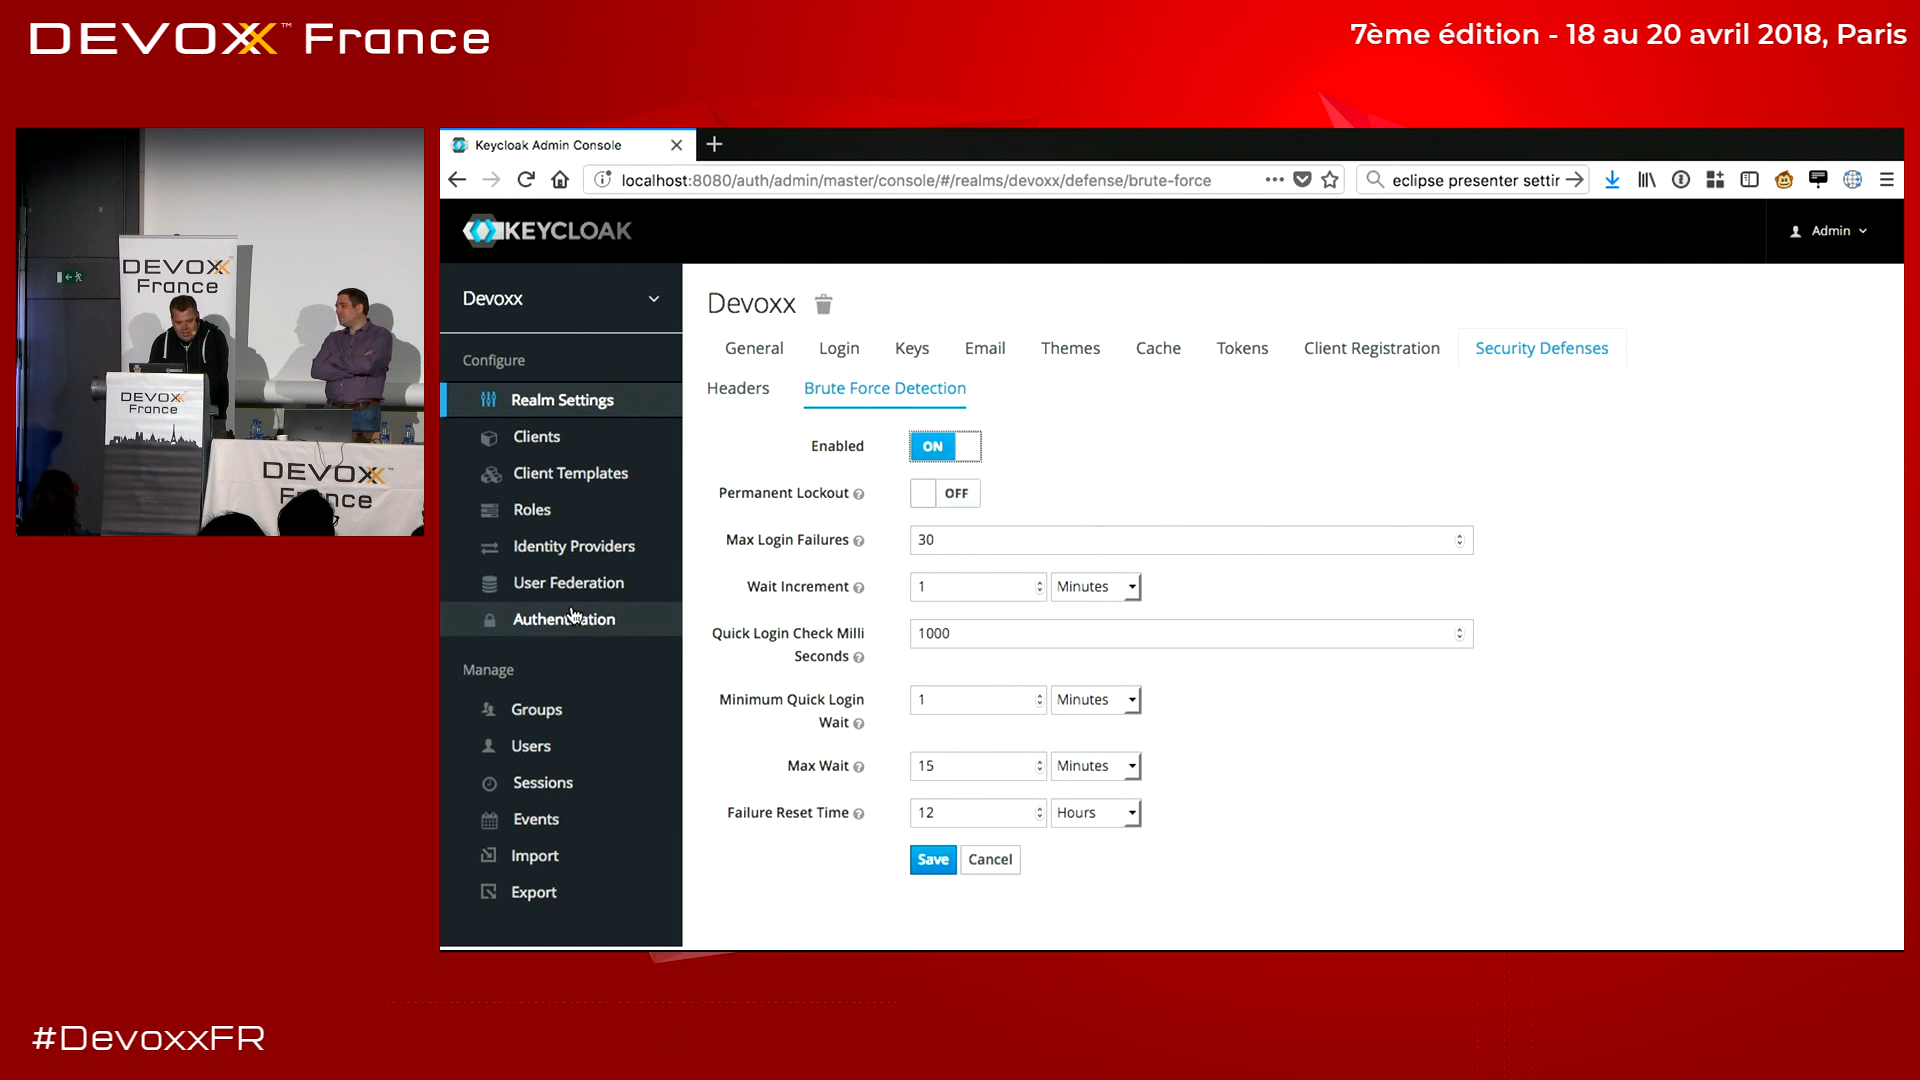 DEVOXX™ France
7ème édition - 18 au 20 avril 2018, Paris
DEVOXX
France
DEVOXX
France
DEVOXX™
France
Keycloak Admin Console
localhost:8080/auth/admin/master/console/#/realms/devoxx/defense/brute-force
eclipse presenter settir
KEYCLOAK
Admin
Devoxx
Configure
Realm Settings
Clients
Client Templates
Roles
Identity Providers
User Federation
Authentication
Manage
Groups
Users
Sessions
Events
Import
Export
Devoxx
General Login Keys Email Themes Cache Tokens Client Registration Security Defenses
Headers Brute Force Detection
Enabled ON
Permanent Lockout OFF
Max Login Failures 30
Wait Increment 1 Minutes
Quick Login Check Milli 1000
Seconds
Minimum Quick Login 1 Minutes
Wait
Max Wait 15 Minutes
Failure Reset Time 12 Hours
Save Cancel
#DevoxxFR